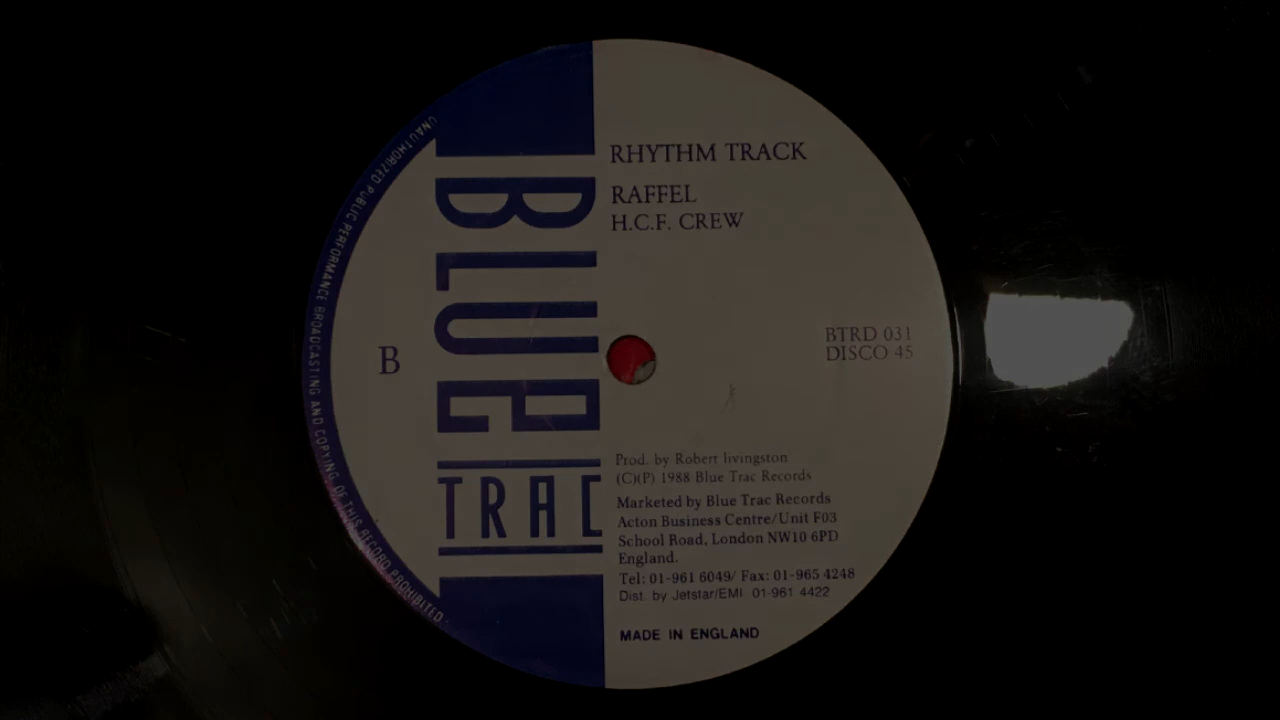 UNAUTHORIZED PUBLIC PERFORMANCE BROADCASTING AND COPYING OF THIS RECORD PROHIBITED
B
BLUE
TRAC
RHYTHM TRACK
RAFFEL
H.C.F. CREW
BTRD 031
DISCO 45
Prod. by Robert livingston
(C)(P) 1988 Blue Trac Records
Marketed by Blue Trac Records
Acton Business Centre/Unit F03
School Road, London NW10 6PD
England.
Tel: 01-961 6049/ Fax: 01-965 4248
Dist. by Jetstar/EMI 01-961 4422
MADE IN ENGLAND